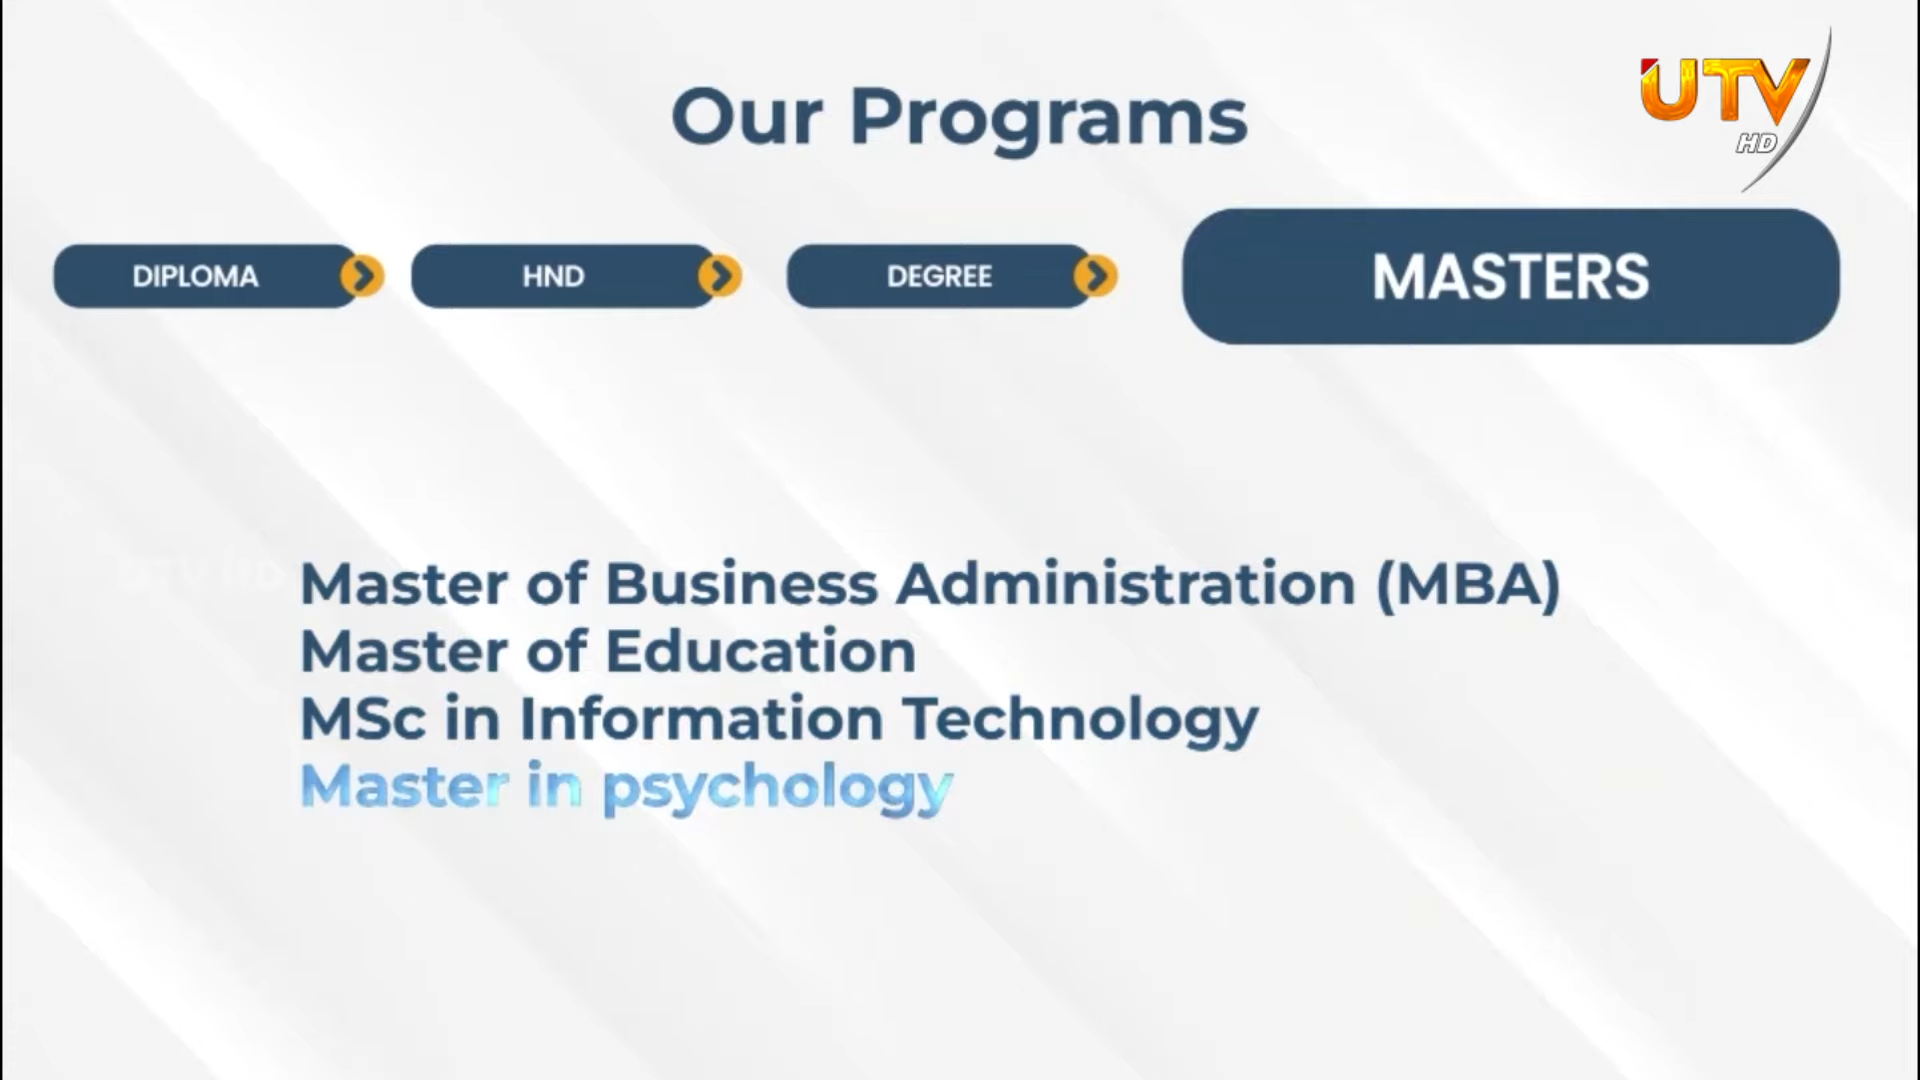 UTV
HD
Our Programs
DIPLOMA
HND
DEGREE
MASTERS
Master of Business Administration (MBA)
Master of Education
MSc in Information Technology
Master in psychology